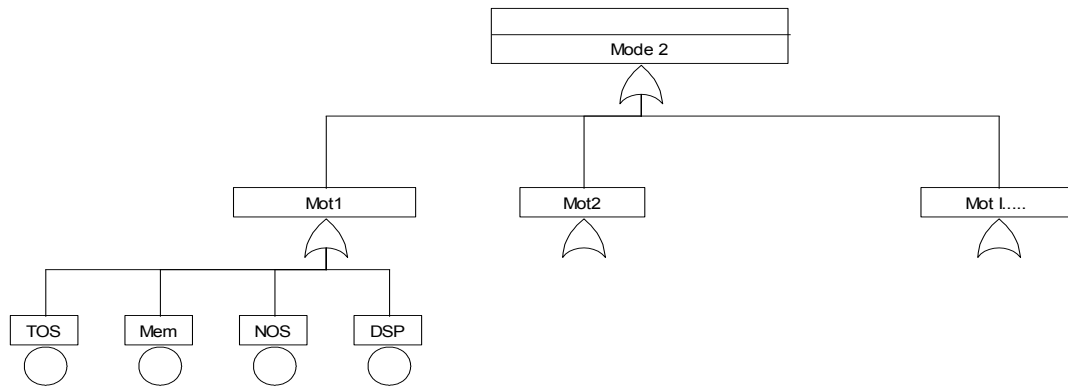 Mode 2
Mot1
Mot2
Mot I.....
TOS
Mem
NOS
DSP